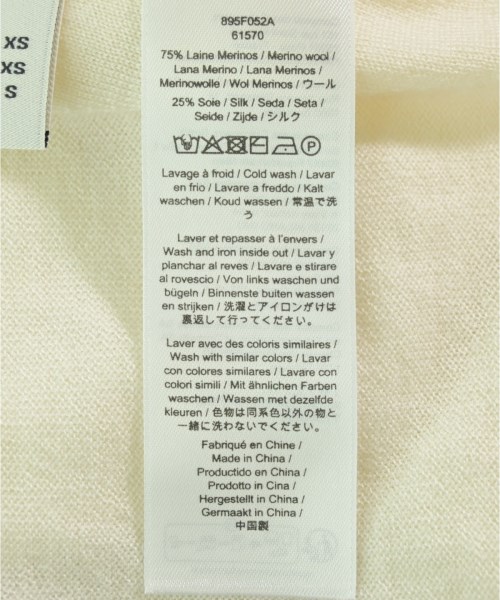 XS
XS
S
895F052A
61570
75% Laine Merinos / Merino wool /
Lana Merino / Lana Merinos /
Merinowolle / Wol Merinos / ウール
25% Soie / Silk / Seda / Seta /
Seide / Zijde / シルク
Lavage à froid / Cold wash / Lavar
en frio / Lavare a freddo / Kalt
waschen / Koud wassen / 常温で洗
う
Laver et repasser à l'envers /
Wash and iron inside out / Lavar y
planchar al reves / Lavare e stirare
al rovescio / Von links waschen und
bügeln / Binnenste buiten wassen
en strijken / 洗濯とアイロンがけは
裏返して行ってください。
Laver avec des coloris similaires /
Wash with similar colors / Lavar
con colores similares / Lavare con
colori simili / Mit ähnlichen Farben
waschen / Wassen met dezelfde
kleuren / 色物は同系色以外の物と
一緒に洗わないでください。
Fabriqué en Chine /
Made in China /
Productido en China /
Prodotto in Cina /
Hergestellt in China /
Germaakt in China /
中国製